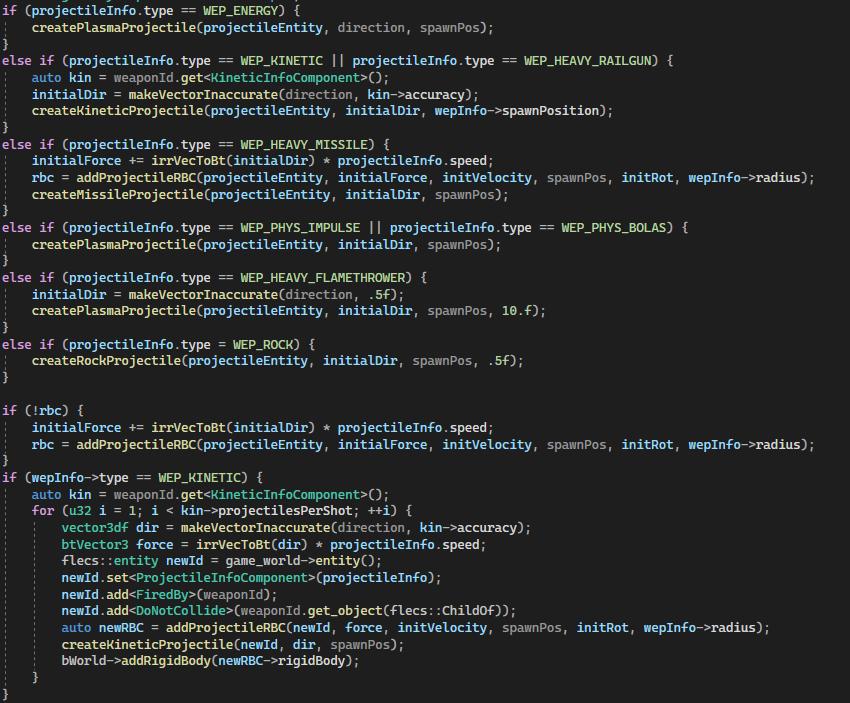 if (projectileInfo.type == WEP_ENERGY) {
    createPlasmaProjectile(projectileEntity, direction, spawnPos);
}
else if (projectileInfo.type == WEP_KINETIC || projectileInfo.type == WEP_HEAVY_RAILGUN) {
    auto kin = weaponId.get<KineticInfoComponent>();
    initialDir = makeVectorInaccurate(direction, kin->accuracy);
    createKineticProjectile(projectileEntity, initialDir, wepInfo->spawnPosition);
}
else if (projectileInfo.type == WEP_HEAVY_MISSILE) {
    initialForce += irrVecToBt(initialDir) * projectileInfo.speed;
    rbc = addProjectileRBC(projectileEntity, initialForce, initVelocity, spawnPos, initRot, wepInfo->radius);
    createMissileProjectile(projectileEntity, initialDir, spawnPos);
}
else if (projectileInfo.type == WEP_PHYS_IMPULSE || projectileInfo.type == WEP_PHYS_BOLAS) {
    createPlasmaProjectile(projectileEntity, initialDir, spawnPos);
}
else if (projectileInfo.type == WEP_HEAVY_FLAMETHROWER) {
    initialDir = makeVectorInaccurate(direction, .5f);
    createPlasmaProjectile(projectileEntity, initialDir, spawnPos, 10.f);
}
else if (projectileInfo.type = WEP_ROCK) {
    createRockProjectile(projectileEntity, initialDir, spawnPos, .5f);
}

if (!rbc) {
    initialForce += irrVecToBt(initialDir) * projectileInfo.speed;
    rbc = addProjectileRBC(projectileEntity, initialForce, initVelocity, spawnPos, initRot, wepInfo->radius);
}
if (wepInfo->type == WEP_KINETIC) {
    auto kin = weaponId.get<KineticInfoComponent>();
    for (u32 i = 1; i < kin->projectilesPerShot; ++i) {
        vector3df dir = makeVectorInaccurate(direction, kin->accuracy);
        btVector3 force = irrVecToBt(dir) * projectileInfo.speed;
        flecs::entity newId = game_world->entity();
        newId.set<ProjectileInfoComponent>(projectileInfo);
        newId.add<FiredBy>(weaponId);
        newId.add<DoNotCollide>(weaponId.get_object(flecs::ChildOf));
        auto newRBC = addProjectileRBC(newId, force, initVelocity, spawnPos, initRot, wepInfo->radius);
        createKineticProjectile(newId, dir, spawnPos);
        bWorld->addRigidBody(newRBC->rigidBody);
    }
}